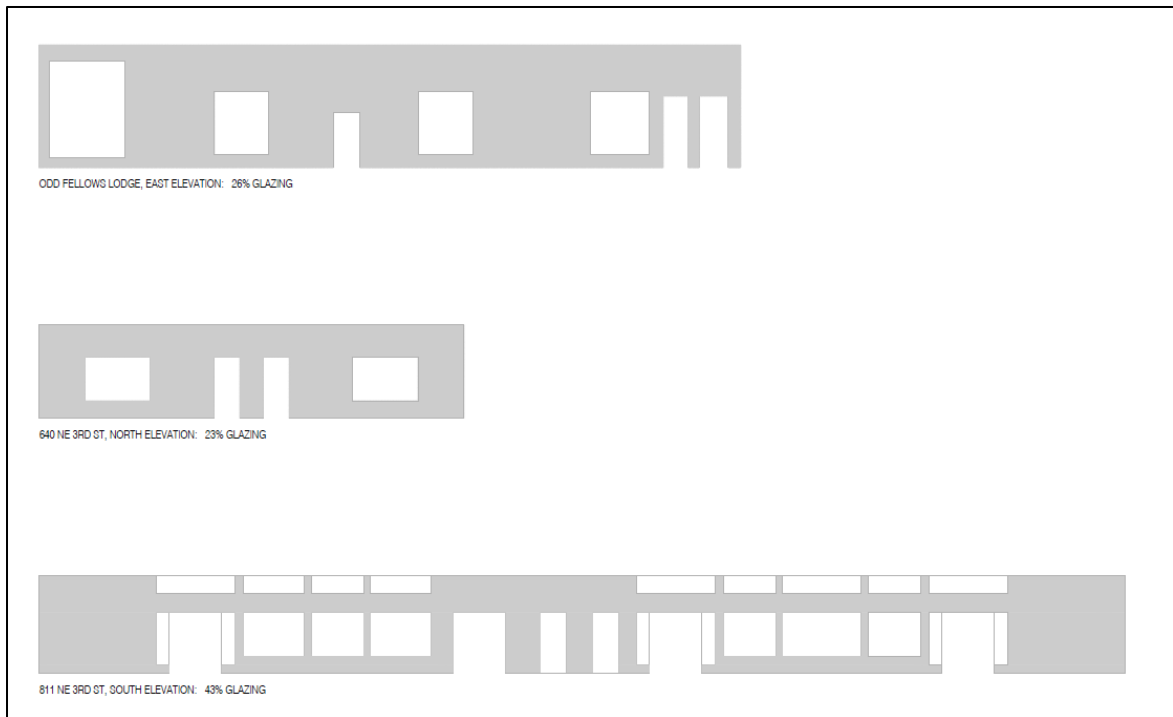 ODD FELLOWS LODGE, EAST ELEVATION: 26% GLAZING
640 NE 3RD ST, NORTH ELEVATION: 23% GLAZING
811 NE 3RD ST, SOUTH ELEVATION: 43% GLAZING